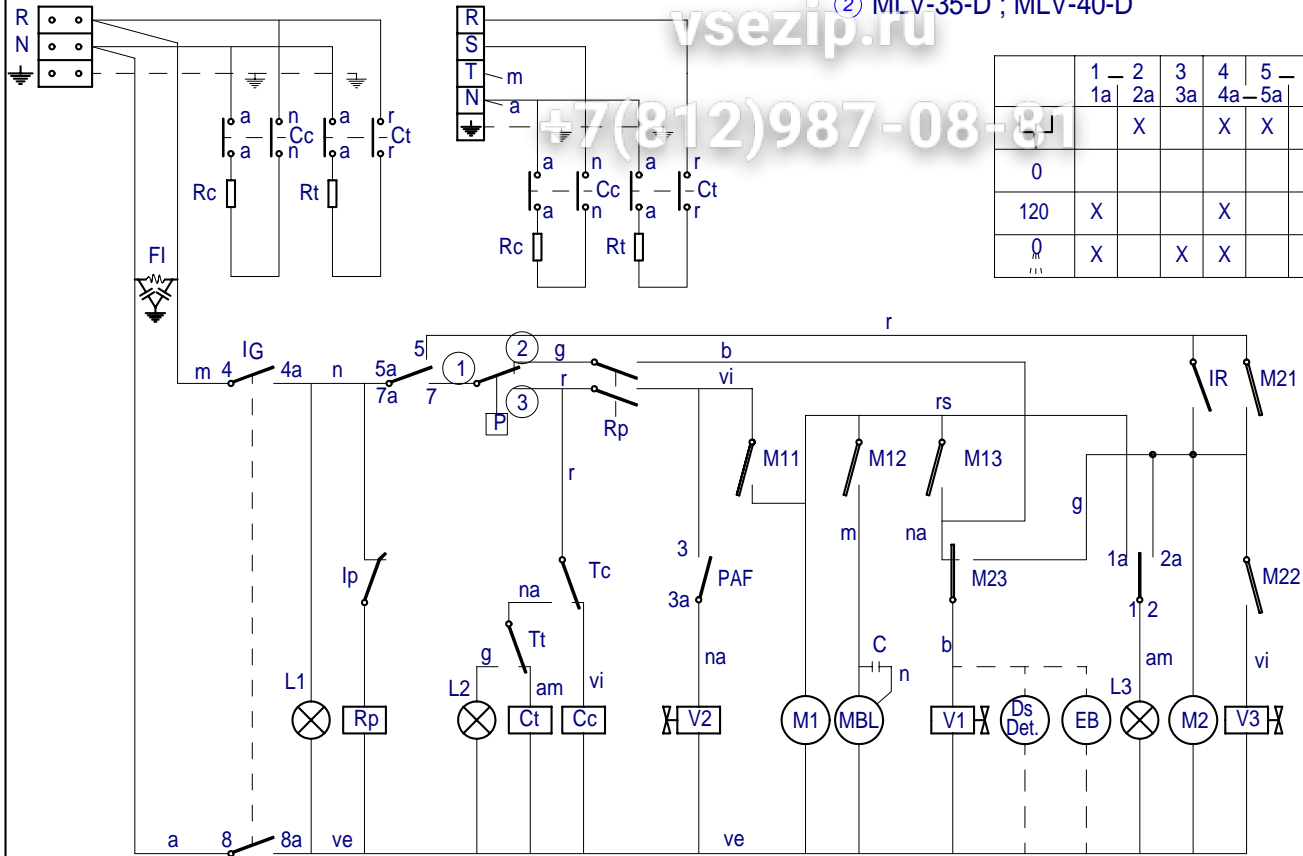 2 MLV-35-D ; MLV-40-D
vsezip.ru
+7(812)987-08-81
R
N
R
S
T
N
m
a
a n a r
Cc Ct
a n a r
Rc Rt
a n a r
Cc Ct
a n a r
Rc Rt
1 – 2 3 4 5 –
1a 2a 3a 4a – 5a
X X X
0
120 X X
0 X X X
FI
r
IG
m 4 4a n 5a 5 1 2 g b
7a 7 3 r vi
P Rp
IR M21
rs
M11 M12 M13
r
g
m na
3
Ip Tc PAF 1a 2a
na 3a M23 M22
1 2
Tt C b
g am vi na n am vi
L1 L2 L3
Rp Ct Cc V2 M1 MBL V1 Ds Det. EB M2 V3
a 8 8a ve ve